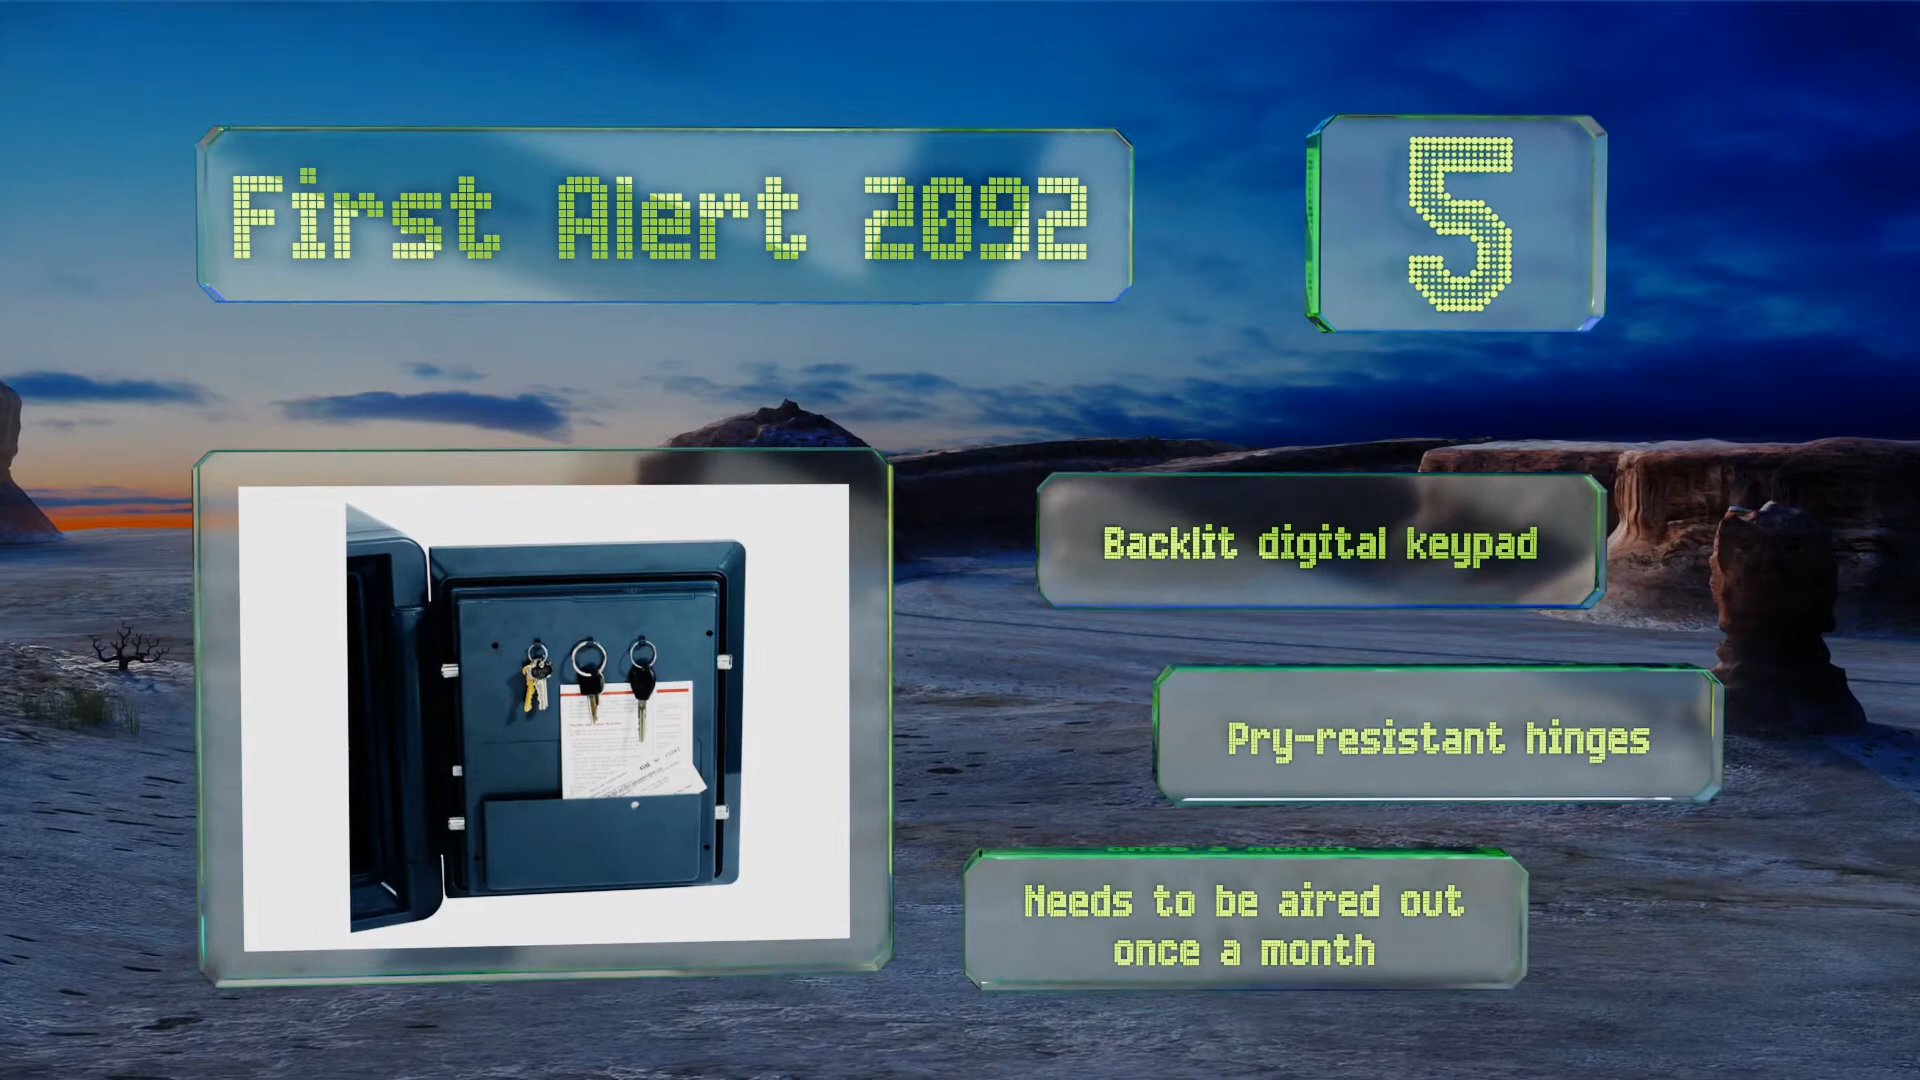 First Alert 2092
5
Backlit digital keypad
Pry-resistant hinges
Needs to be aired out
once a month